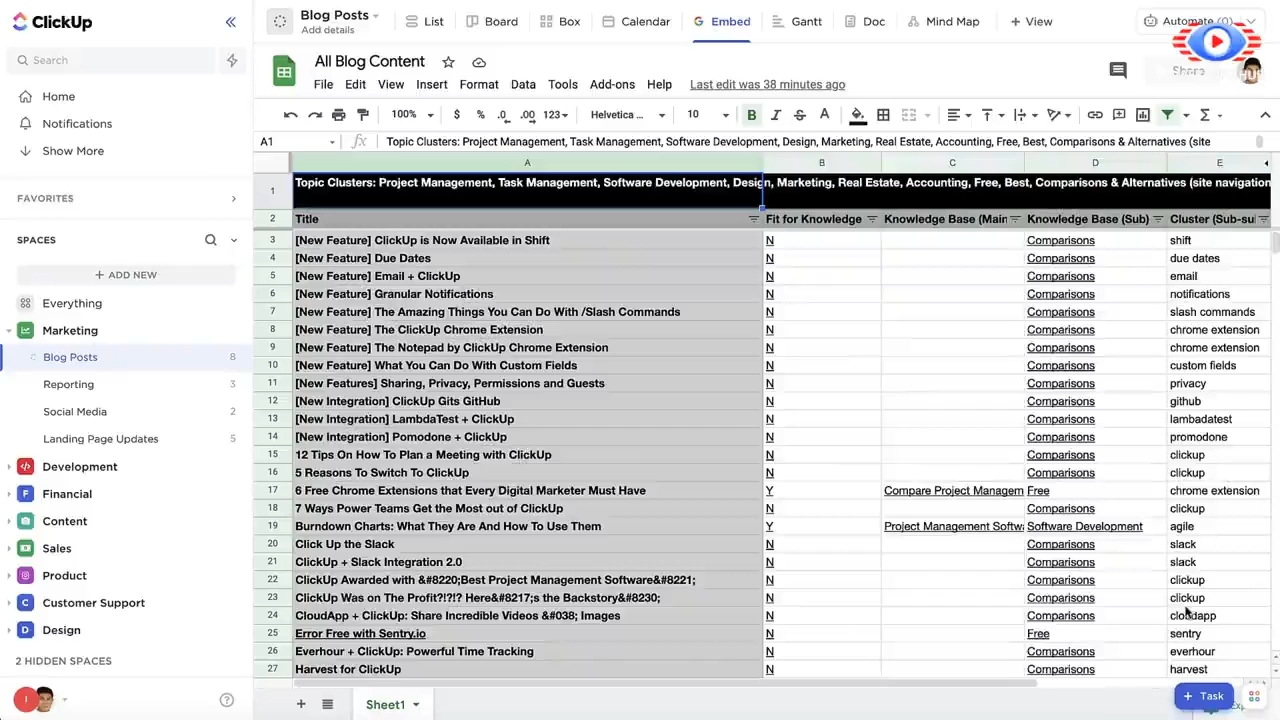 ClickUp
Search
Home
Notifications
Show More
FAVORITES
SPACES
+ ADD NEW
Everything
Marketing
Blog Posts 8
Reporting 3
Social Media 2
Landing Page Updates 5
Development
F Financial
Content
Sales
Product
C Customer Support
D Design
2 HIDDEN SPACES
I
Blog Posts
Add details
List
Board
Box
Calendar
Embed
Gantt
Doc
Mind Map
+ View
Automate (0)
All Blog Content
Share
File Edit View Insert Format Data Tools Add-ons Help Last edit was 38 minutes ago
100% $ % .0 .00 123 Helvetica ... 10 B I S A
A1 fx Topic Clusters: Project Management, Task Management, Software Development, Design, Marketing, Real Estate, Accounting, Free, Best, Comparisons & Alternatives (site
A B C D E
1 Topic Clusters: Project Management, Task Management, Software Development, Design, Marketing, Real Estate, Accounting, Free, Best, Comparisons & Alternatives (site navigation
2 Title Fit for Knowledge Knowledge Base (Main Knowledge Base (Sub) Cluster (Sub-su
3 [New Feature] ClickUp is Now Available in Shift N Comparisons shift
4 [New Feature] Due Dates N Comparisons due dates
5 [New Feature] Email + ClickUp N Comparisons email
6 [New Feature] Granular Notifications N Comparisons notifications
7 [New Feature] The Amazing Things You Can Do With /Slash Commands N Comparisons slash commands
8 [New Feature] The ClickUp Chrome Extension N Comparisons chrome extension
9 [New Feature] The Notepad by ClickUp Chrome Extension N Comparisons chrome extension
10 [New Feature] What You Can Do With Custom Fields N Comparisons custom fields
11 [New Features] Sharing, Privacy, Permissions and Guests N Comparisons privacy
12 [New Integration] ClickUp Gits GitHub N Comparisons github
13 [New Integration] LambdaTest + ClickUp N Comparisons lambadatest
14 [New Integration] Pomodone + ClickUp N Comparisons promodone
15 12 Tips On How To Plan a Meeting with ClickUp N Comparisons clickup
16 5 Reasons To Switch To ClickUp N Comparisons clickup
17 6 Free Chrome Extensions that Every Digital Marketer Must Have Y Compare Project Managem Free chrome extension
18 7 Ways Power Teams Get the Most out of ClickUp N Comparisons clickup
19 Burndown Charts: What They Are And How To Use Them Y Project Management Softwa Software Development agile
20 Click Up the Slack N Comparisons slack
21 ClickUp + Slack Integration 2.0 N Comparisons slack
22 ClickUp Awarded with &#8220;Best Project Management Software&#8221; N Comparisons clickup
23 ClickUp Was on The Profit?!?! Here&#8217;s the Backstory&#8230; N Comparisons clickup
24 CloudApp + ClickUp: Share Incredible Videos &#038; Images N Comparisons cloudapp
25 Error Free with Sentry.io N Free sentry
26 Everhour + ClickUp: Powerful Time Tracking N Comparisons everhour
27 Harvest for ClickUp N Comparisons harvest
+ Sheet1
+ Task